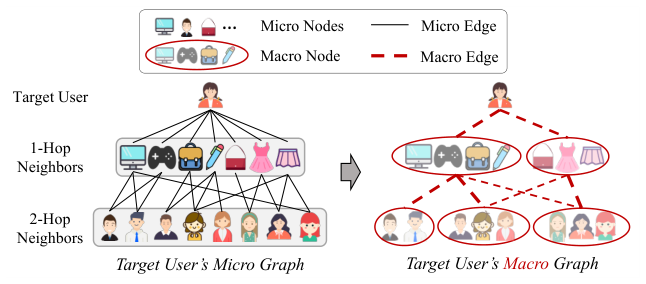 ... Micro Nodes Micro Edge
Macro Node Macro Edge
Target User
1-Hop
Neighbors
2-Hop
Neighbors
Target User's Micro Graph
Target User's Macro Graph